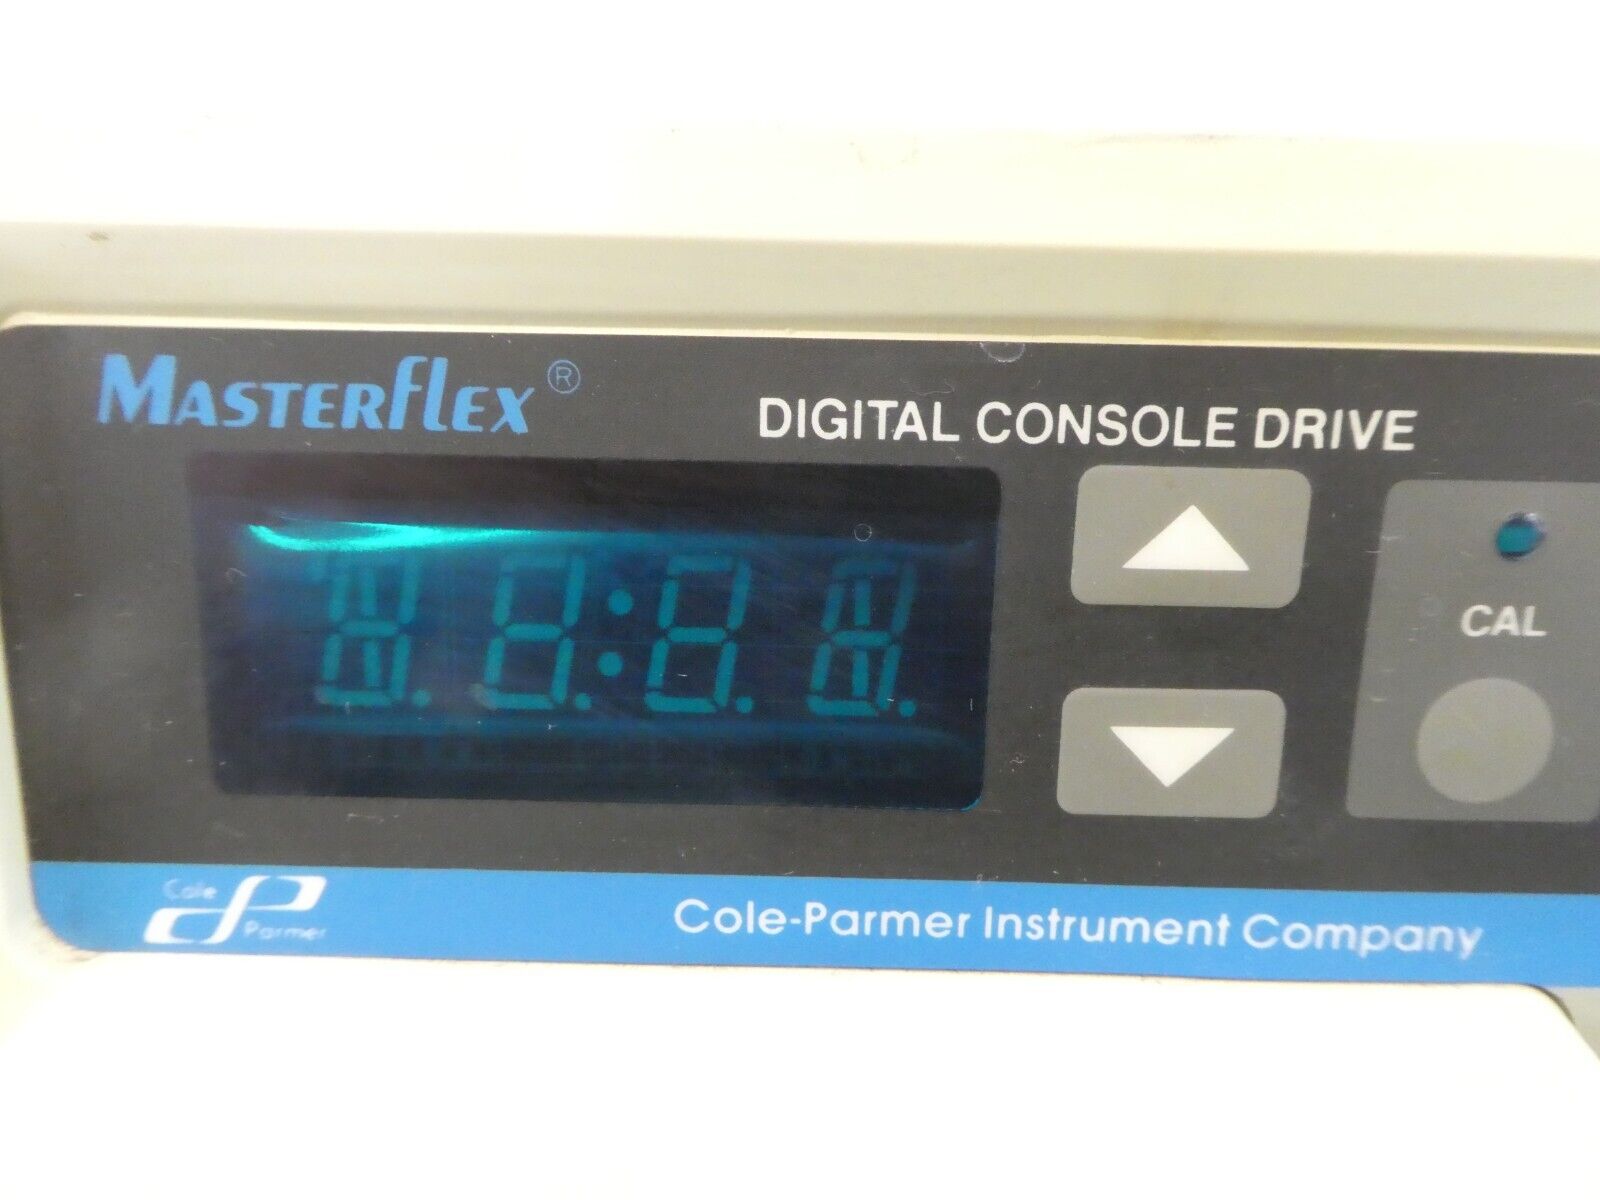 MASTERFLEX®
DIGITAL CONSOLE DRIVE
CAL
Cole
Parmer
Cole-Parmer Instrument Company